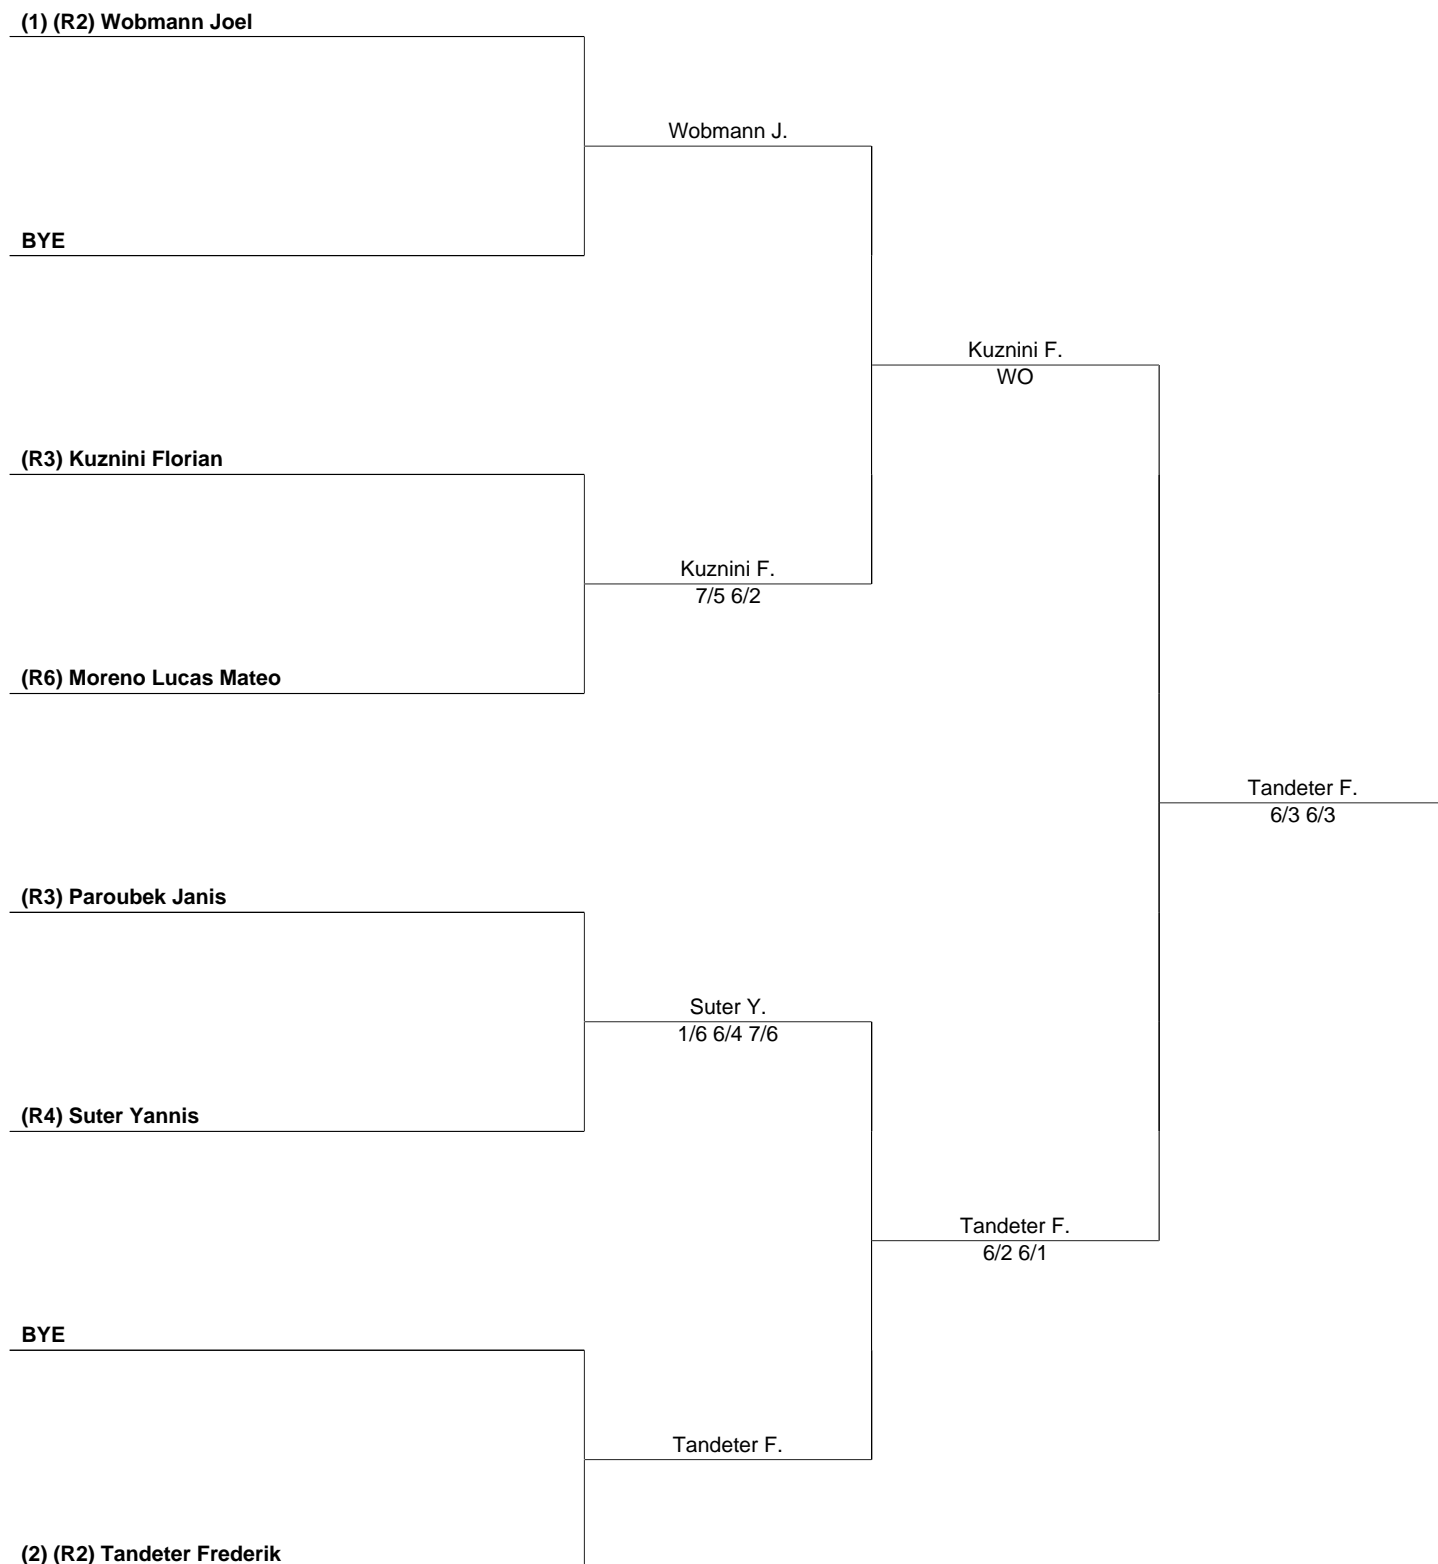 (1) (R2) Wobmann Joel
Wobmann J.
BYE
Kuznini F.
WO
(R3) Kuznini Florian
Kuznini F.
7/5 6/2
(R6) Moreno Lucas Mateo
Tandeter F.
6/3 6/3
(R3) Paroubek Janis
Suter Y.
1/6 6/4 7/6
(R4) Suter Yannis
Tandeter F.
6/2 6/1
BYE
Tandeter F.
(2) (R2) Tandeter Frederik